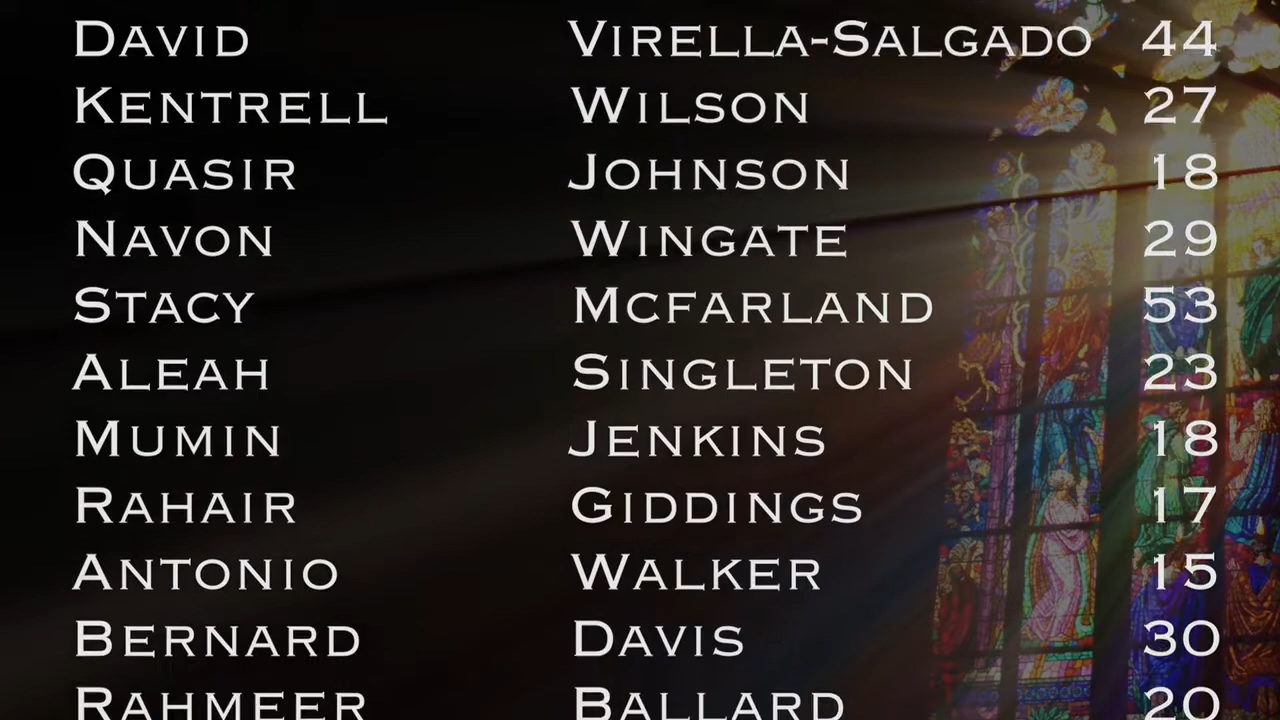 DAVID VIRELLA-SALGADO 44
KENTRELL WILSON 27
QUASIR JOHNSON 18
NAVON WINGATE 29
STACY MCFARLAND 53
ALEAH SINGLETON 23
MUMIN JENKINS 18
RAHAIR GIDDINGS 17
ANTONIO WALKER 15
BERNARD DAVIS 30
RAHMEER BALLARD 20